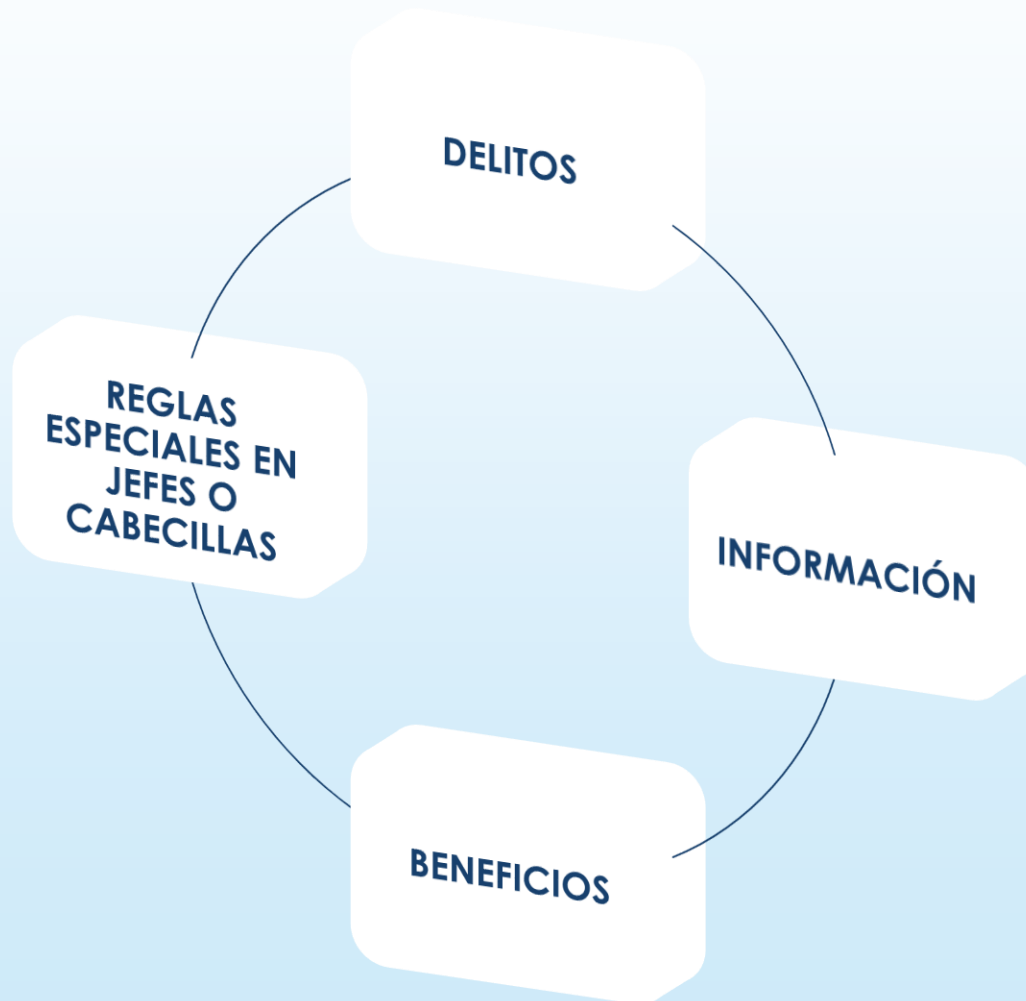 DELITOS
INFORMACIÓN
BENEFICIOS
REGLAS
ESPECIALES EN
JEFES O
CABECILLAS